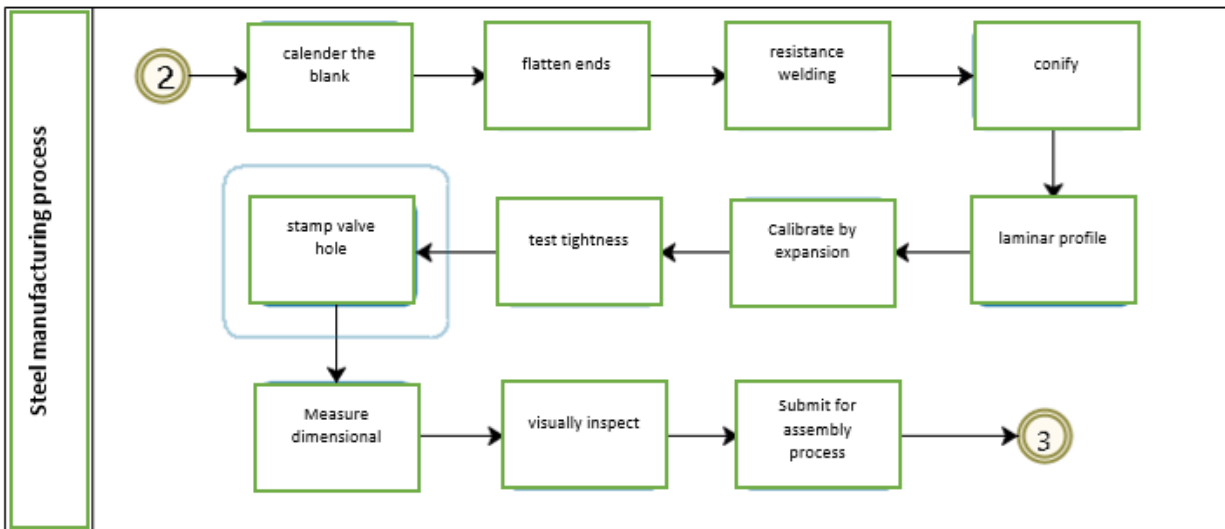 Steel manufacturing process
2
calender the
blank
flatten ends
resistance
welding
conify
laminar profile
Calibrate by
expansion
test tightness
stamp valve
hole
Measure
dimensional
visually inspect
Submit for
assembly
process
3